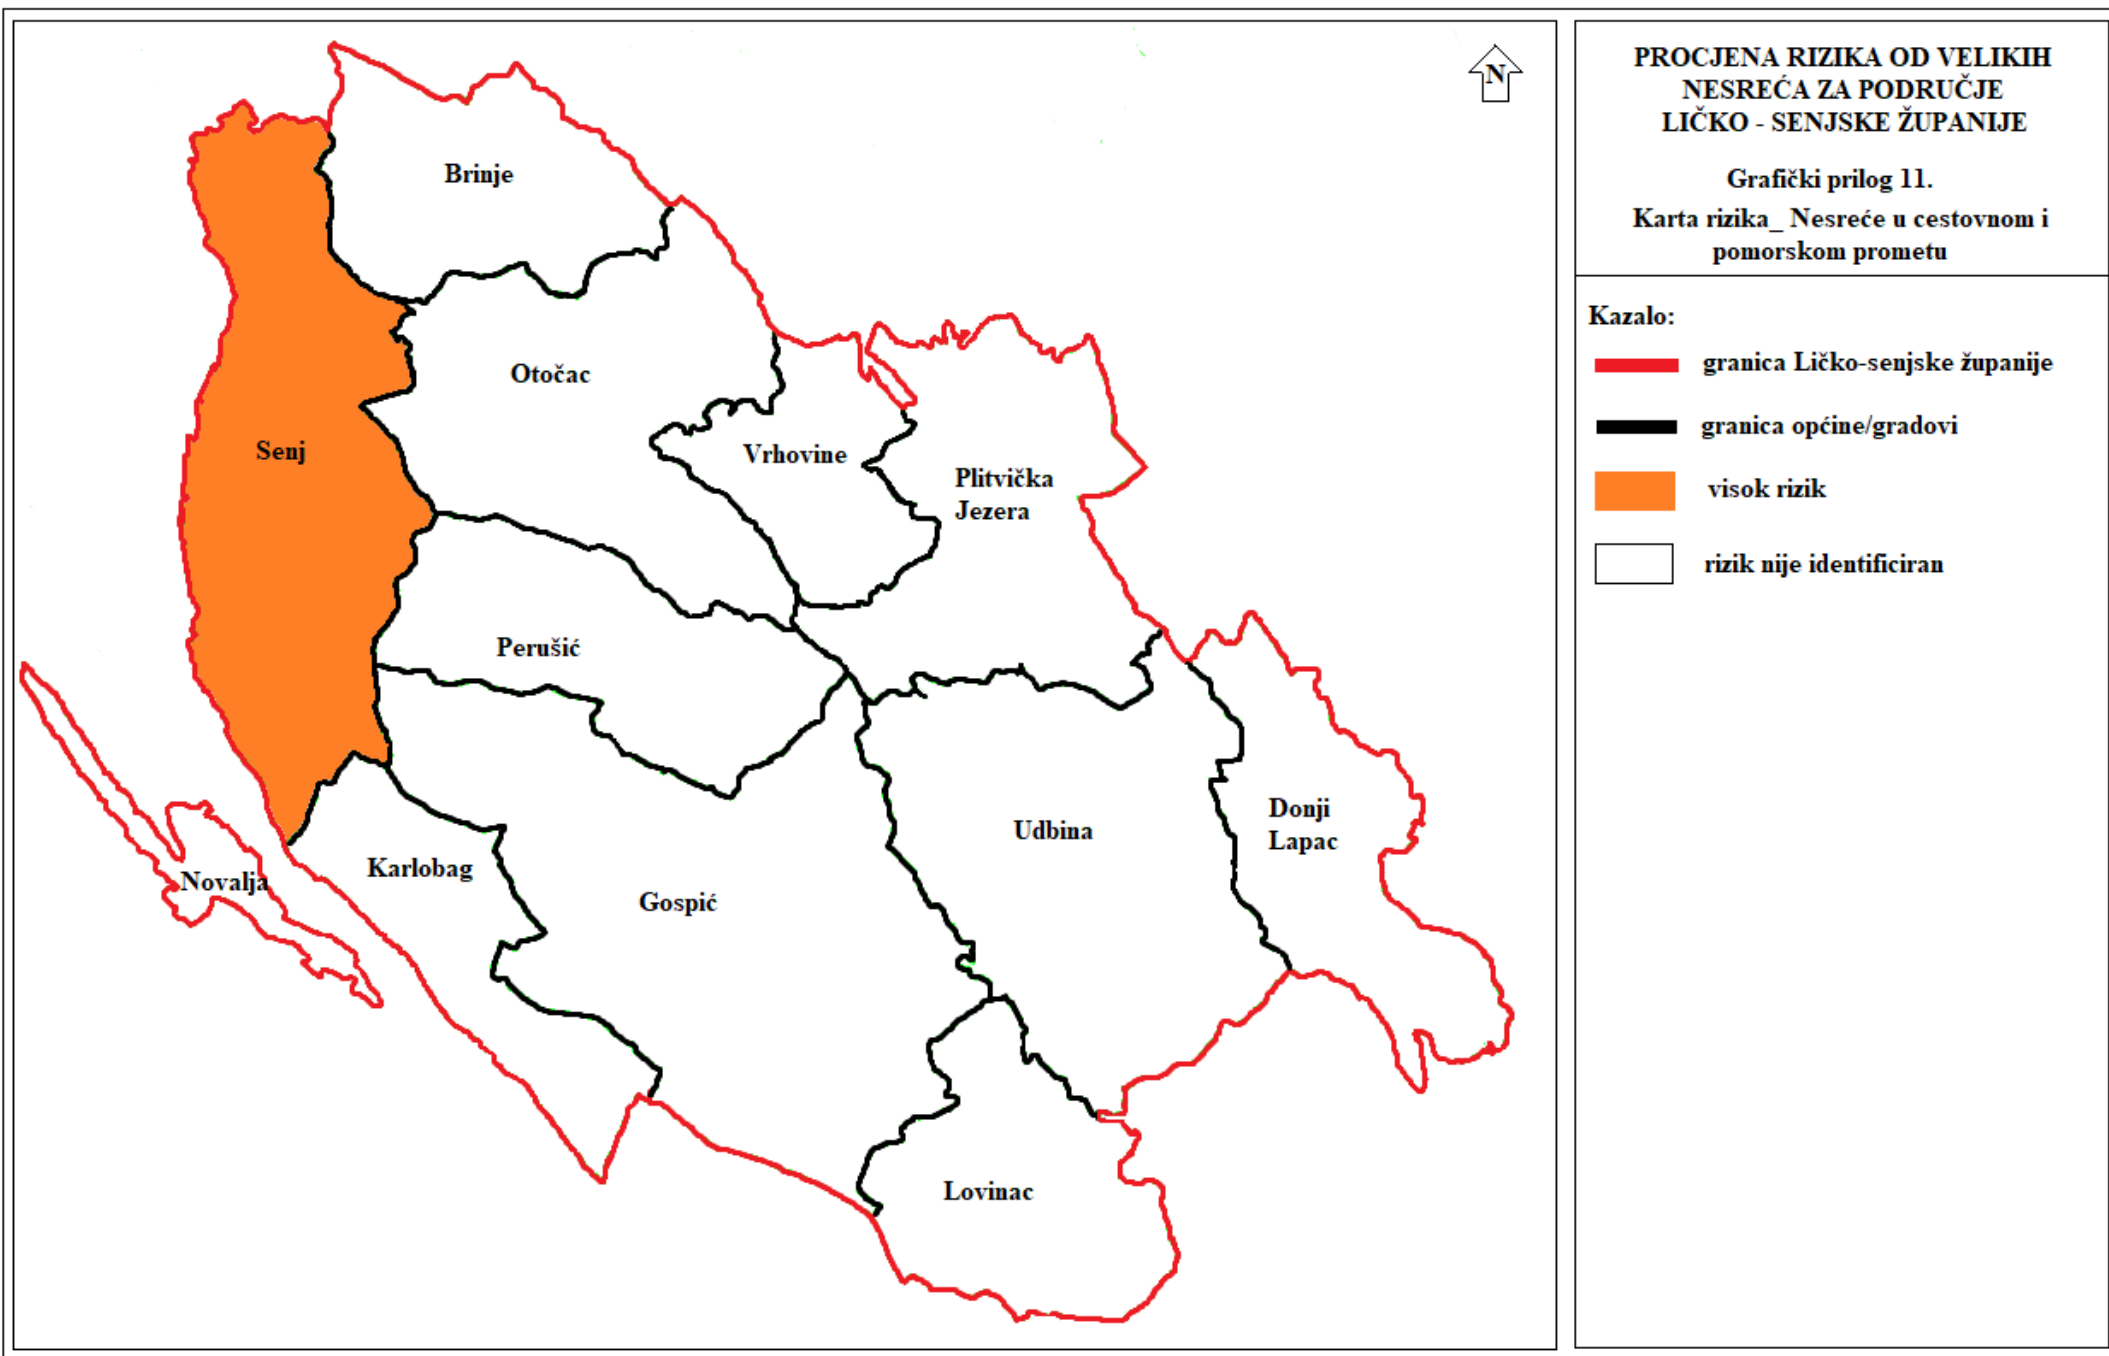 N
Brinje
Otočac
Senj
Vrhovine
Plitvička
Jezera
Perušić
Udbina
Donji
Lapac
Karlobag
Novalja
Gospić
Lovinac
PROCJENA RIZIKA OD VELIKIH
NESREĆA ZA PODRUČJE
LIČKO - SENJSKE ŽUPANIJE
Grafički prilog 11.
Karta rizika_ Nesreće u cestovnom i
pomorskom prometu
Kazalo:
granica Ličko-senjske županije
granica općine/gradovi
visok rizik
rizik nije identificiran